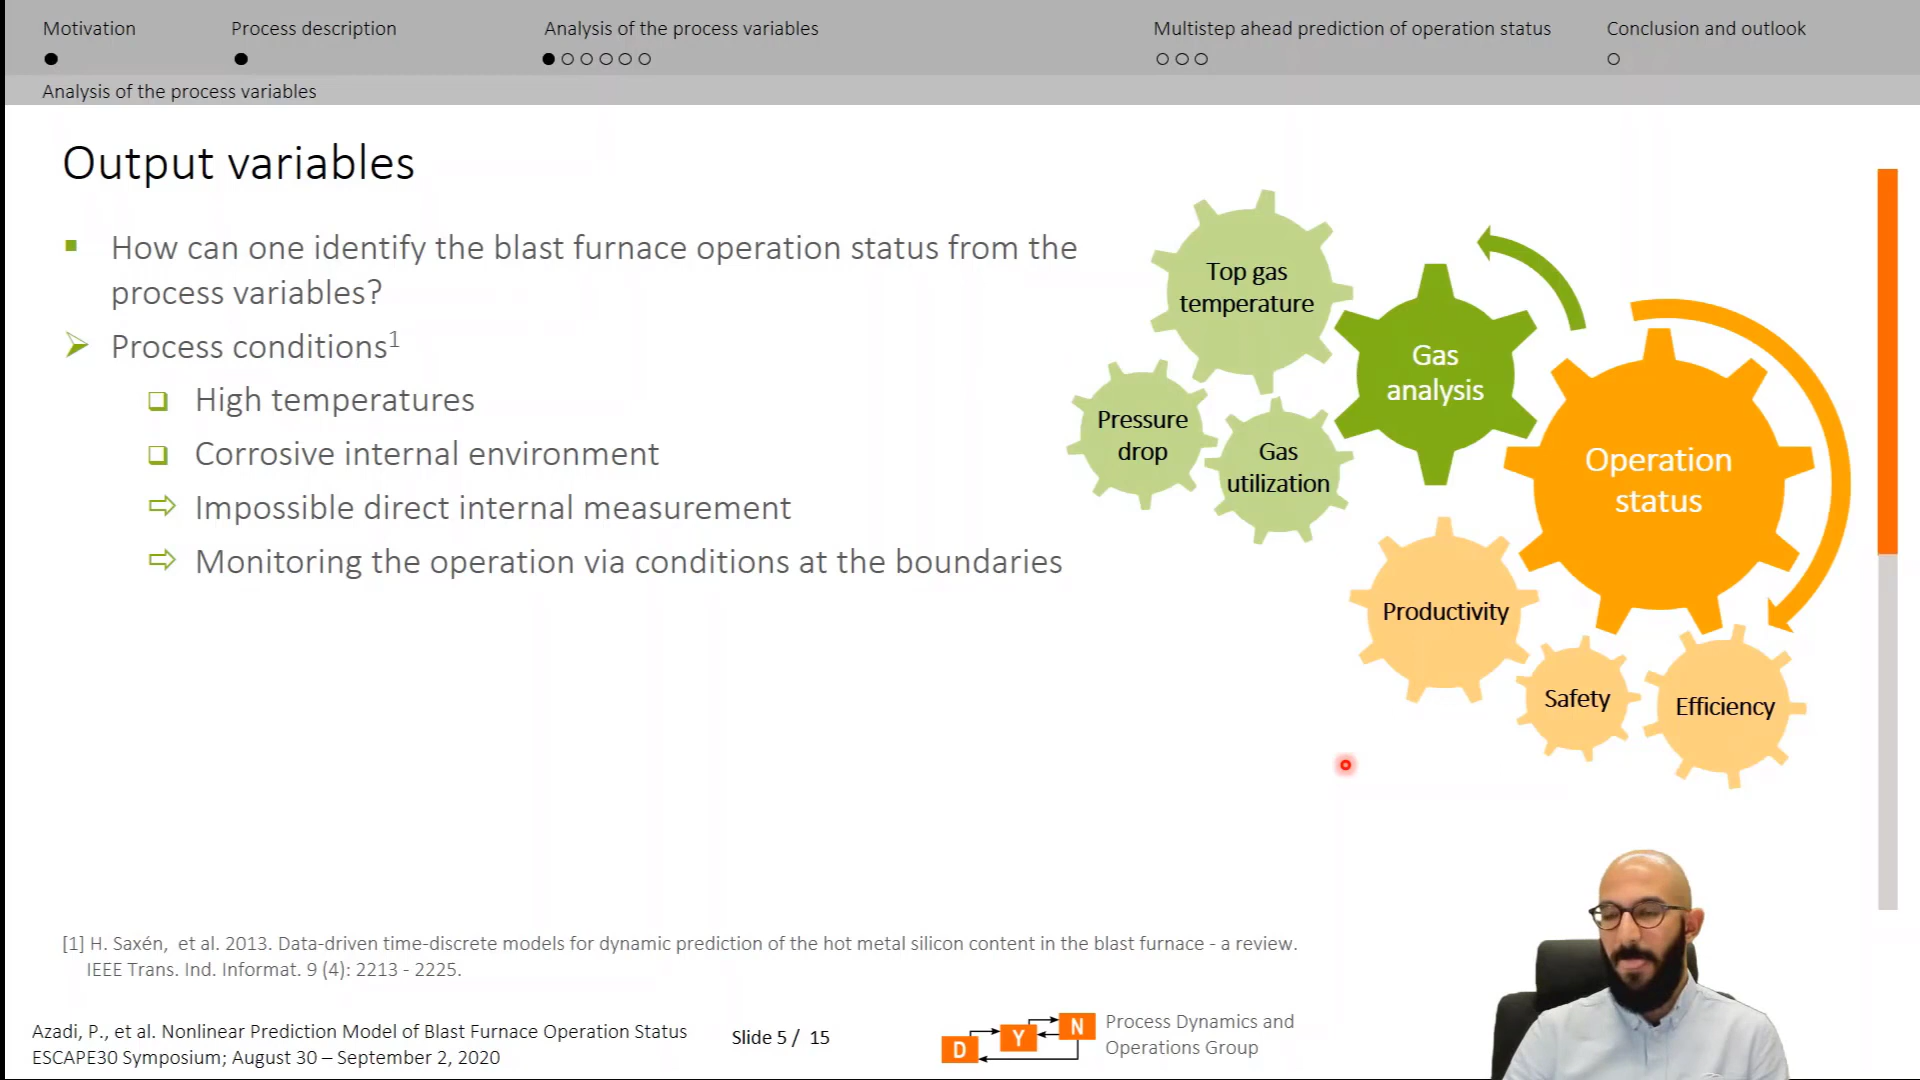 Motivation
Process description
Analysis of the process variables
Multistep ahead prediction of operation status
Conclusion and outlook
Analysis of the process variables
Output variables
How can one identify the blast furnace operation status from the
process variables?
Process conditions1
High temperatures
Corrosive internal environment
Impossible direct internal measurement
Monitoring the operation via conditions at the boundaries
Top gas
temperature
Gas
analysis
Pressure
drop
Gas
utilization
Operation
status
Productivity
Safety
Efficiency
[1] H. Saxén, et al. 2013. Data-driven time-discrete models for dynamic prediction of the hot metal silicon content in the blast furnace - a review.
IEEE Trans. Ind. Informat. 9 (4): 2213 - 2225.
Azadi, P., et al. Nonlinear Prediction Model of Blast Furnace Operation Status
ESCAPE30 Symposium; August 30 – September 2, 2020
Slide 5 / 15
D Y N
Process Dynamics and
Operations Group